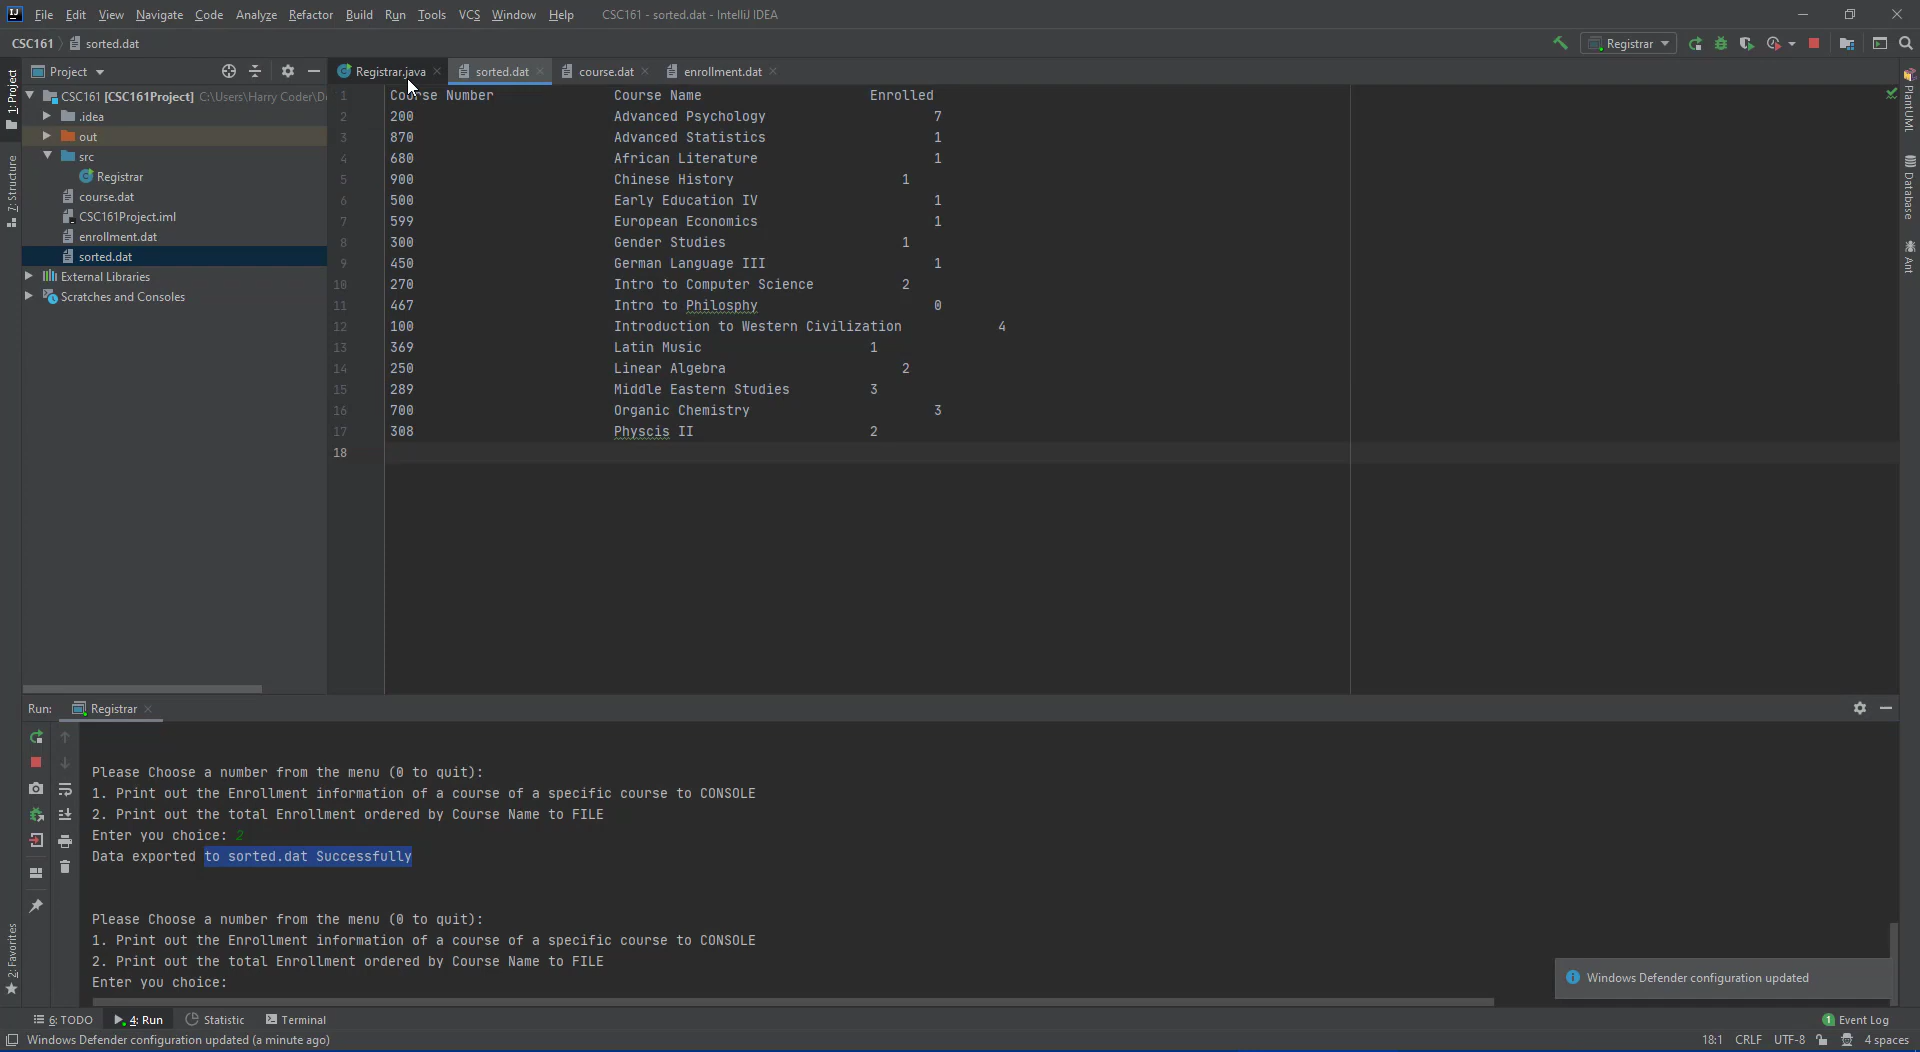 File Edit View Navigate Code Analyze Refactor Build Run Tools VCS Window Help CSC161 - sorted.dat - IntelliJ IDEA
CSC161 sorted.dat Registrar
Project
Registrar.java sorted.dat course.dat enrollment.dat
CSC161 [CSC161Project] C:\Users\Harry Coder\D
.idea
out
src
Registrar
course.dat
CSC161Project.iml
enrollment.dat
sorted.dat
External Libraries
Scratches and Consoles
1: Project
7: Structure
2: Favorites
PlantUML
Database
Ant
1 Course Number Course Name Enrolled
2 200 Advanced Psychology 7
3 870 Advanced Statistics 1
4 680 African Literature 1
5 900 Chinese History 1
6 500 Early Education IV 1
7 599 European Economics 1
8 300 Gender Studies 1
9 450 German Language III 1
10 270 Intro to Computer Science 2
11 467 Intro to Philosphy 0
12 100 Introduction to Western Civilization 4
13 369 Latin Music 1
14 250 Linear Algebra 2
15 289 Middle Eastern Studies 3
16 700 Organic Chemistry 3
17 308 Physcis II 2
18
Run: Registrar
Please Choose a number from the menu (0 to quit):
1. Print out the Enrollment information of a course of a specific course to CONSOLE
2. Print out the total Enrollment ordered by Course Name to FILE
Enter you choice: 2
Data exported to sorted.dat Successfully
Please Choose a number from the menu (0 to quit):
1. Print out the Enrollment information of a course of a specific course to CONSOLE
2. Print out the total Enrollment ordered by Course Name to FILE
Enter you choice:
Windows Defender configuration updated
6: TODO 4: Run Statistic Terminal 1 Event Log
Windows Defender configuration updated (a minute ago) 18:1 CRLF UTF-8 4 spaces